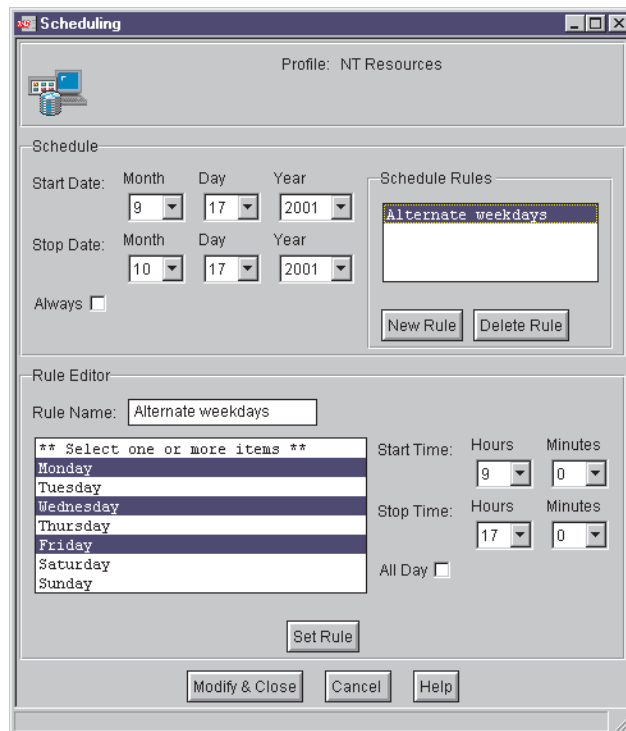 Scheduling
Profile: NT Resources
Schedule
Start Date: Month Day Year
9 17 2001
Stop Date: Month Day Year
10 17 2001
Always
Schedule Rules
Alternate weekdays
New Rule Delete Rule
Rule Editor
Rule Name: Alternate weekdays
** Select one or more items **
Monday
Tuesday
Wednesday
Thursday
Friday
Saturday
Sunday
Start Time: Hours Minutes
9 0
Stop Time: Hours Minutes
17 0
All Day
Set Rule
Modify & Close Cancel Help